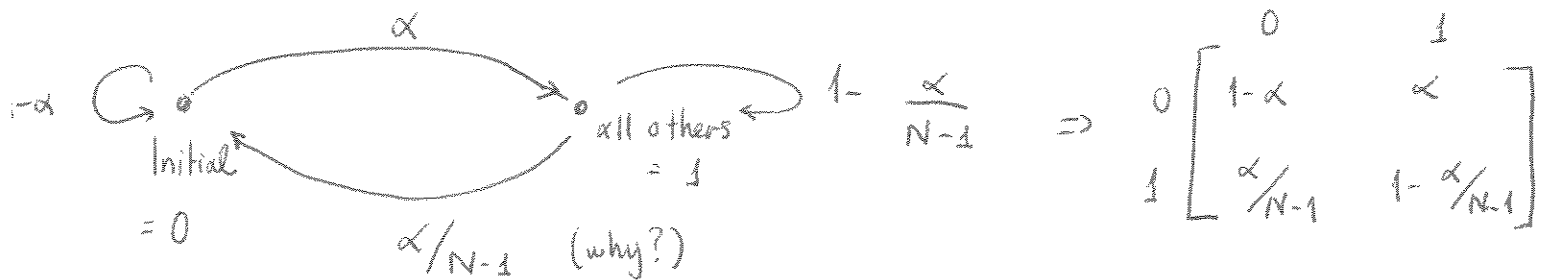 α
0 1
1-α Initial = 0
all others = 1
1 - α/N-1 ⇒
0 [ 1-α α
1 α/N-1 1-α/N-1 ]
α/N-1 (why?)